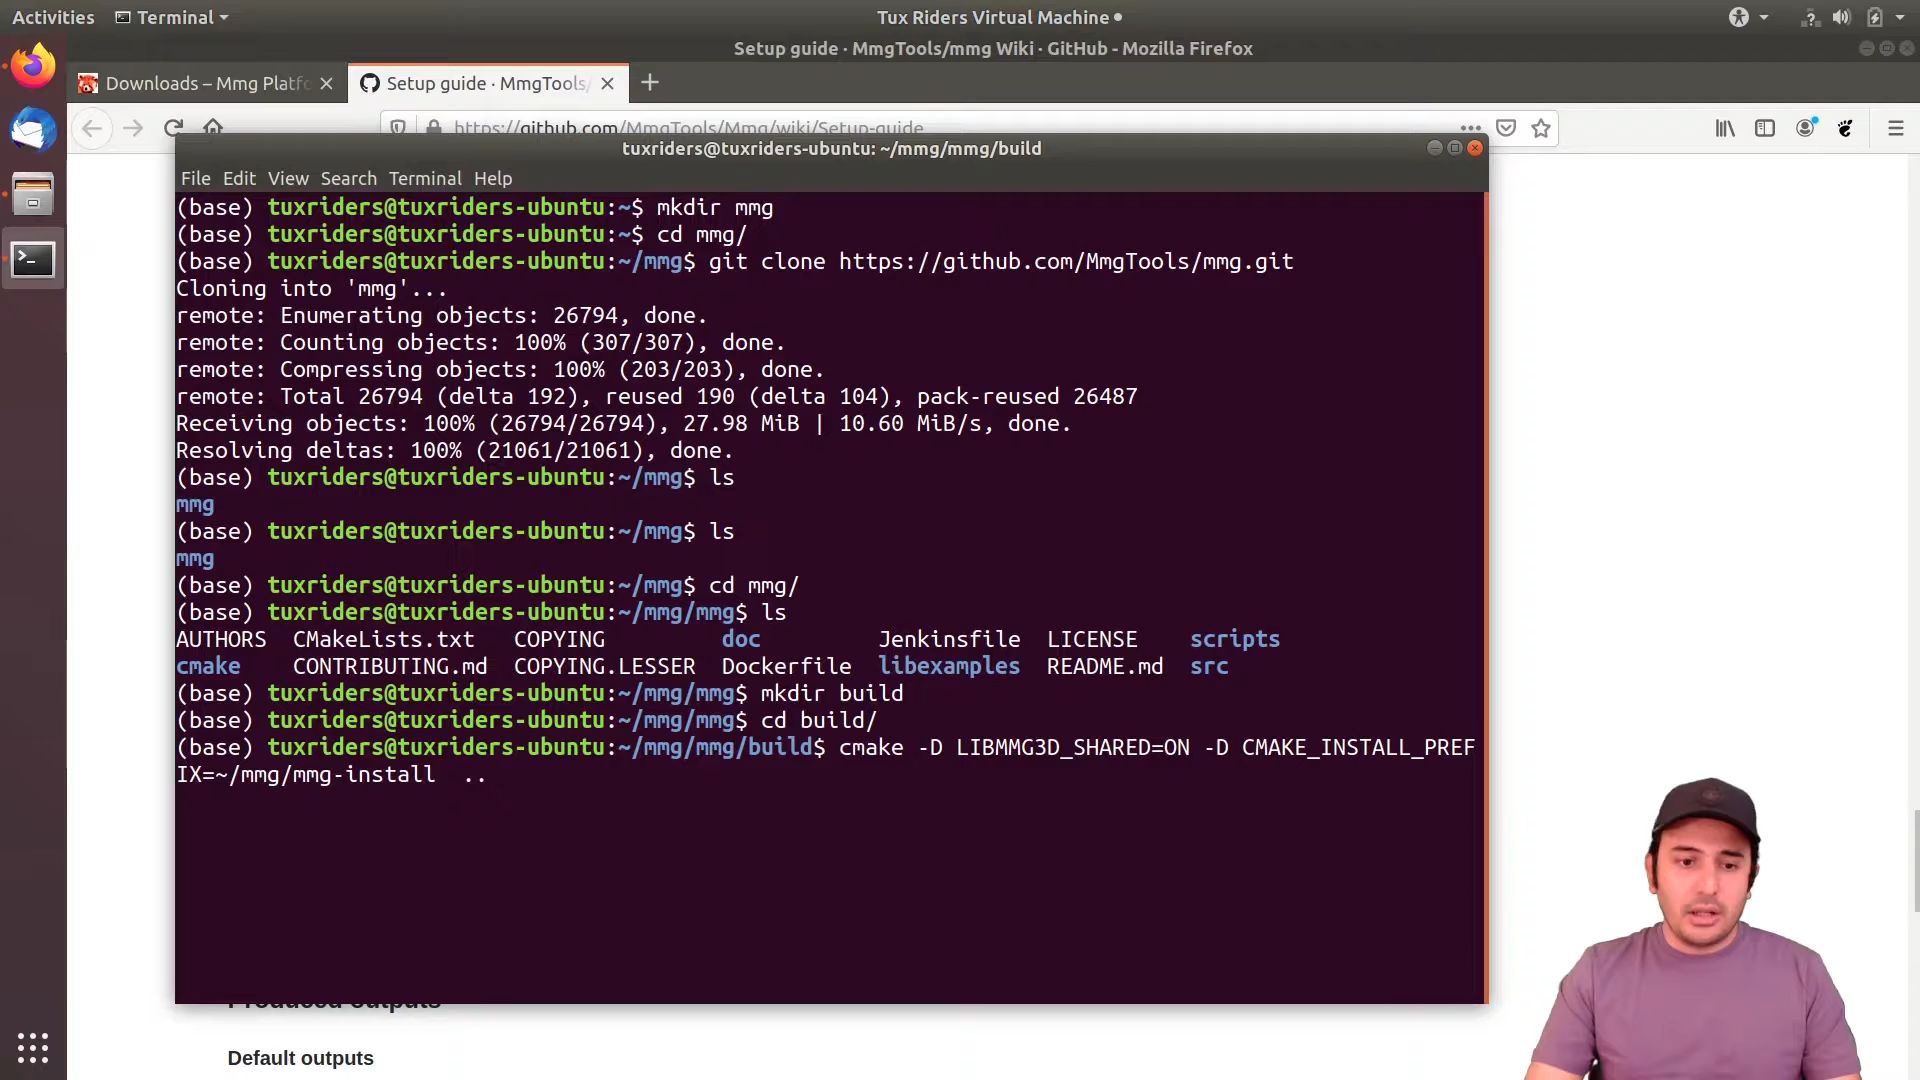 Activities Terminal
Tux Riders Virtual Machine
Setup guide · MmgTools/mmg Wiki · GitHub - Mozilla Firefox
Downloads – Mmg Platfo
Setup guide · MmgTools/
https://github.com/MmgTools/Mmg/wiki/Setup-guide
tuxriders@tuxriders-ubuntu: ~/mmg/mmg/build
File Edit View Search Terminal Help
(base) tuxriders@tuxriders-ubuntu:~$ mkdir mmg
(base) tuxriders@tuxriders-ubuntu:~$ cd mmg/
(base) tuxriders@tuxriders-ubuntu:~/mmg$ git clone https://github.com/MmgTools/mmg.git
Cloning into 'mmg'...
remote: Enumerating objects: 26794, done.
remote: Counting objects: 100% (307/307), done.
remote: Compressing objects: 100% (203/203), done.
remote: Total 26794 (delta 192), reused 190 (delta 104), pack-reused 26487
Receiving objects: 100% (26794/26794), 27.98 MiB | 10.60 MiB/s, done.
Resolving deltas: 100% (21061/21061), done.
(base) tuxriders@tuxriders-ubuntu:~/mmg$ ls
mmg
(base) tuxriders@tuxriders-ubuntu:~/mmg$ ls
mmg
(base) tuxriders@tuxriders-ubuntu:~/mmg$ cd mmg/
(base) tuxriders@tuxriders-ubuntu:~/mmg/mmg$ ls
AUTHORS CMakeLists.txt COPYING doc Jenkinsfile LICENSE scripts
cmake CONTRIBUTING.md COPYING.LESSER Dockerfile libexamples README.md src
(base) tuxriders@tuxriders-ubuntu:~/mmg/mmg$ mkdir build
(base) tuxriders@tuxriders-ubuntu:~/mmg/mmg$ cd build/
(base) tuxriders@tuxriders-ubuntu:~/mmg/mmg/build$ cmake -D LIBMMG3D_SHARED=ON -D CMAKE_INSTALL_PREF
IX=~/mmg/mmg-install ..
Produced outputs
Default outputs